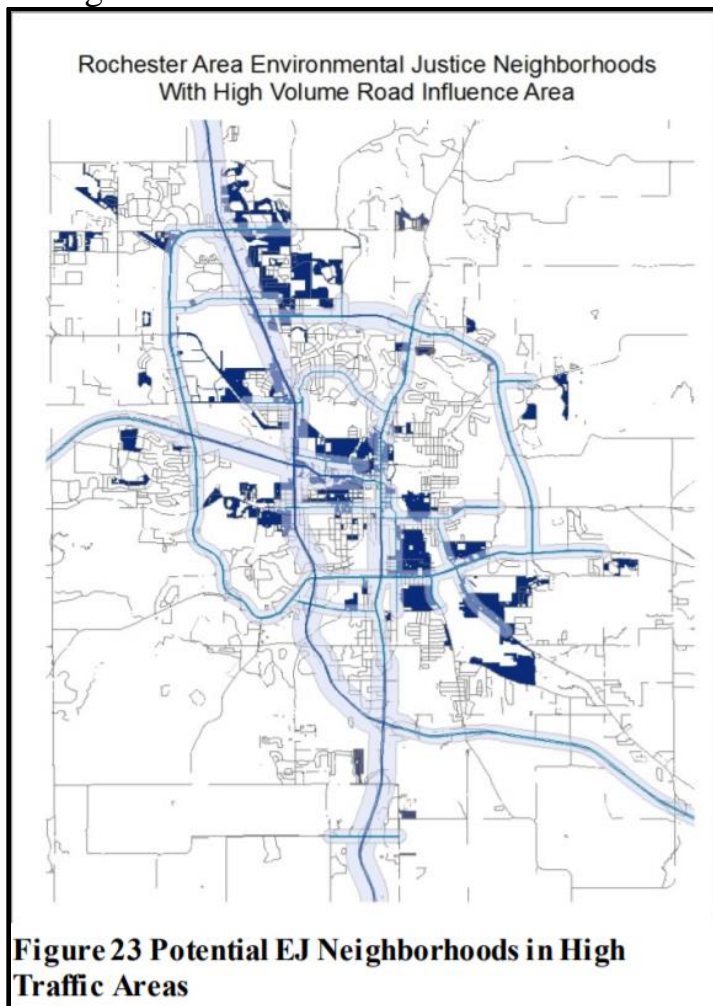 Rochester Area Environmental Justice Neighborhoods
With High Volume Road Influence Area
Figure 23 Potential EJ Neighborhoods in High
Traffic Areas